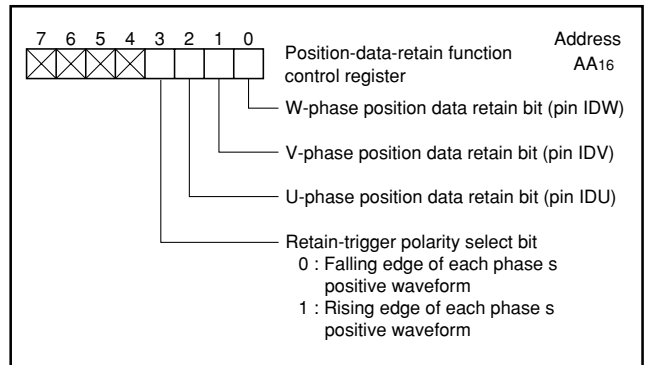 7 6 5 4 3 2 1 0
Position-data-retain function
control register
Address
AA16
W-phase position data retain bit (pin IDW)
V-phase position data retain bit (pin IDV)
U-phase position data retain bit (pin IDU)
Retain-trigger polarity select bit
0 : Falling edge of each phase s
positive waveform
1 : Rising edge of each phase s
positive waveform